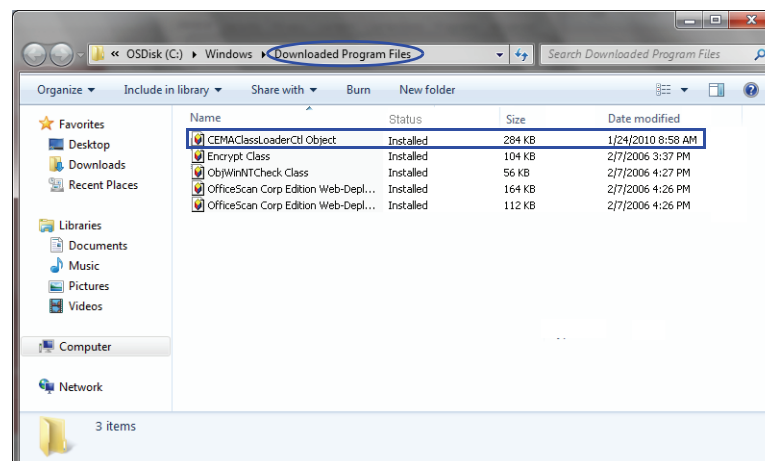 « OSDisk (C:) ▸ Windows ▸ Downloaded Program Files
Search Downloaded Program Files
Organize
Include in library
Share with
Burn
New folder
Favorites
Desktop
Downloads
Recent Places
Libraries
Documents
Music
Pictures
Videos
Computer
Network
Name Status Size Date modified
CEMAClassLoaderCtl Object Installed 284 KB 1/24/2010 8:58 AM
Encrypt Class Installed 104 KB 2/7/2006 3:37 PM
ObjWinNTCheck Class Installed 56 KB 2/7/2006 4:27 PM
OfficeScan Corp Edition Web-Depl... Installed 164 KB 2/7/2006 4:26 PM
OfficeScan Corp Edition Web-Depl... Installed 112 KB 2/7/2006 4:26 PM
3 items